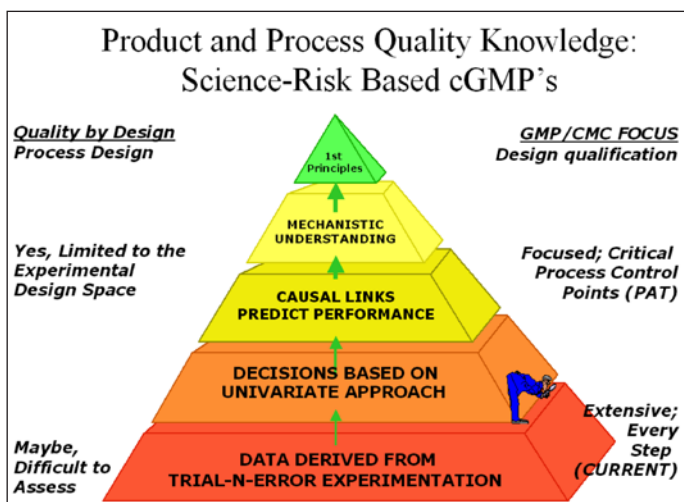 Product and Process Quality Knowledge:
Science-Risk Based cGMP's
Quality by Design
Process Design
GMP/CMC FOCUS
Design qualification
1st
Principles
MECHANISTIC
UNDERSTANDING
Yes, Limited to the
Experimental
Design Space
Focused; Critical
Process Control
Points (PAT)
CAUSAL LINKS
PREDICT PERFORMANCE
DECISIONS BASED ON
UNIVARIATE APPROACH
Maybe,
Difficult to
Assess
Extensive;
Every
Step
(CURRENT)
DATA DERIVED FROM
TRIAL-N-ERROR EXPERIMENTATION